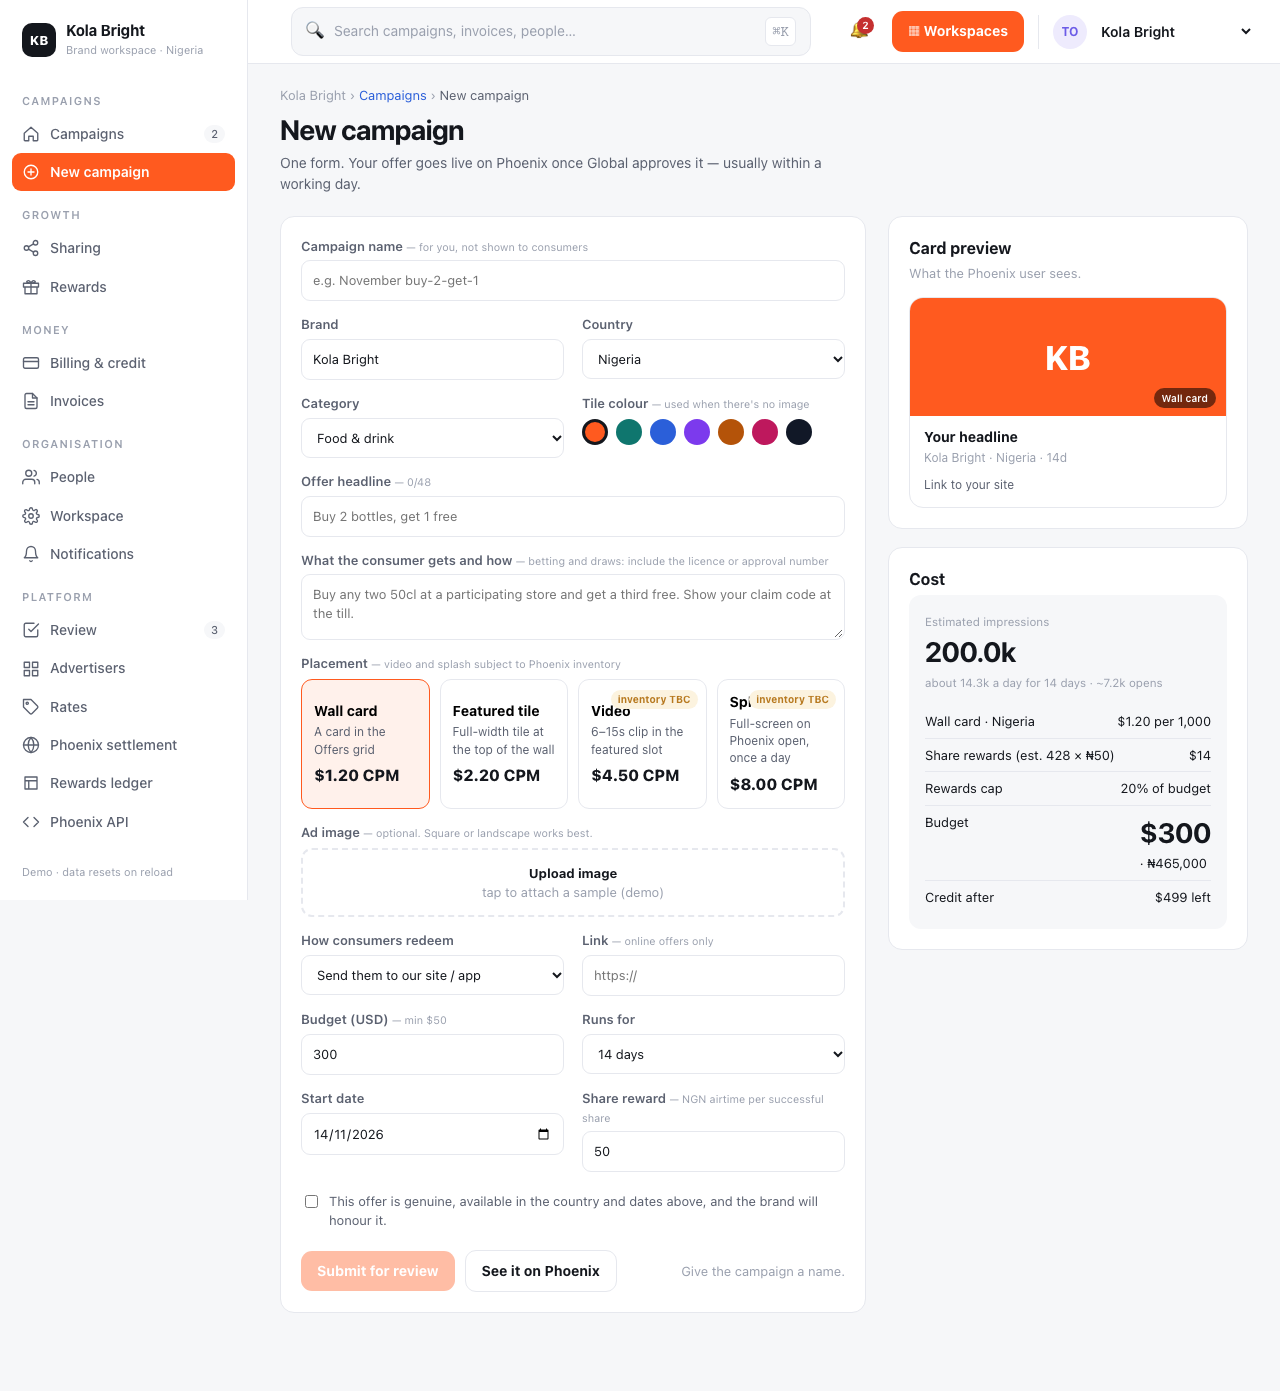 KB
Kola Bright
Brand workspace · Nigeria
CAMPAIGNS
Campaigns 2
New campaign
GROWTH
Sharing
Rewards
MONEY
Billing & credit
Invoices
ORGANISATION
People
Workspace
Notifications
PLATFORM
Review 3
Advertisers
Rates
Phoenix settlement
Rewards ledger
Phoenix API
Demo · data resets on reload
Search campaigns, invoices, people… ⌘K
2
Workspaces
TO
Kola Bright
Kola Bright › Campaigns › New campaign
New campaign
One form. Your offer goes live on Phoenix once Global approves it — usually within a
working day.
Campaign name — for you, not shown to consumers
e.g. November buy-2-get-1
Brand
Kola Bright
Country
Nigeria
Category
Food & drink
Tile colour — used when there's no image
Offer headline — 0/48
Buy 2 bottles, get 1 free
What the consumer gets and how — betting and draws: include the licence or approval number
Buy any two 50cl at a participating store and get a third free. Show your claim code at
the till.
Placement — video and splash subject to Phoenix inventory
Wall card
A card in the
Offers grid
$1.20 CPM
Featured tile
Full-width tile at
the top of the wall
$2.20 CPM
inventory TBC
Video
6–15s clip in the
featured slot
$4.50 CPM
inventory TBC
Full-screen on
Phoenix open,
once a day
$8.00 CPM
Ad image — optional. Square or landscape works best.
Upload image
tap to attach a sample (demo)
How consumers redeem
Send them to our site / app
Link — online offers only
https://
Budget (USD) — min $50
300
Runs for
14 days
Start date
14/11/2026
Share reward — NGN airtime per successful
share
50
This offer is genuine, available in the country and dates above, and the brand will
honour it.
Submit for review
See it on Phoenix
Give the campaign a name.
Card preview
What the Phoenix user sees.
KB
Wall card
Your headline
Kola Bright · Nigeria · 14d
Link to your site
Cost
Estimated impressions
200.0k
about 14.3k a day for 14 days · ~7.2k opens
Wall card · Nigeria $1.20 per 1,000
Share rewards (est. 428 × ₦50) $14
Rewards cap 20% of budget
Budget $300
· ₦465,000
Credit after $499 left